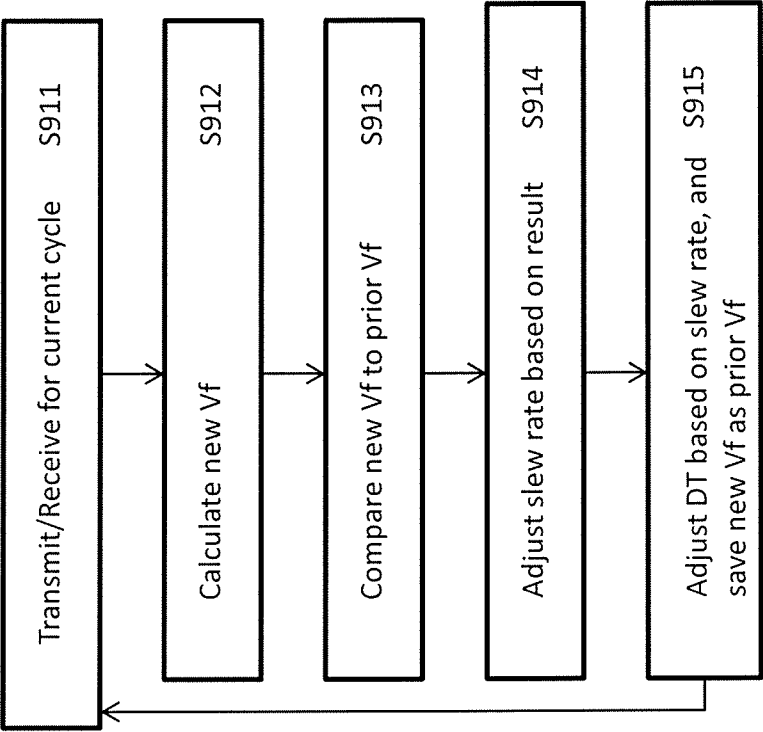 Transmit/Receive for current cycle S911
Calculate new Vf S912
Compare new Vf to prior Vf S913
Adjust slew rate based on result S914
Adjust DT based on slew rate, and S915
save new Vf as prior Vf